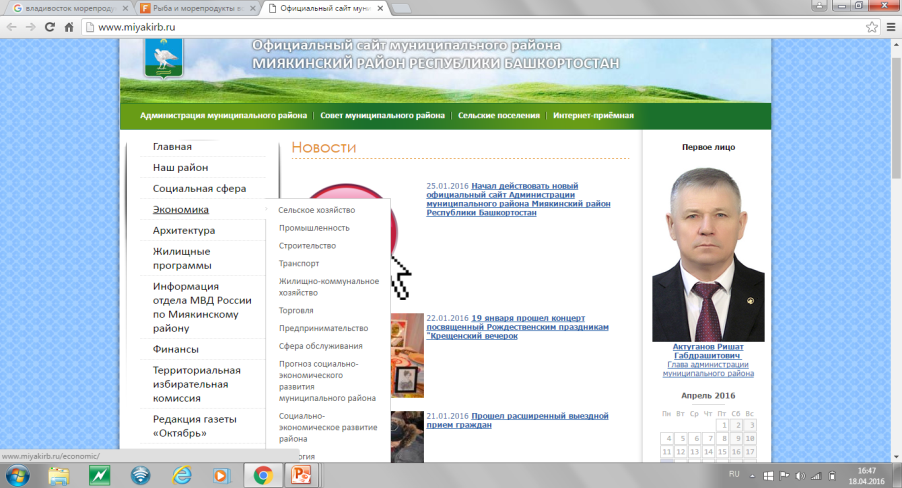 владивосток морепродук
Рыба и морепродукты во
Официальный сайт муни
www.miyakirb.ru
Официальный сайт муниципального района
МИЯКИНСКИЙ РАЙОН РЕСПУБЛИКИ БАШКОРТОСТАН
Администрация муниципального района
Совет муниципального района
Сельские поселения
Интернет-приёмная
Главная
Наш район
Социальная сфера
Экономика
Архитектура
Жилищные
программы
Информация
отдела МВД России
по Миякинскому
району
Финансы
Территориальная
избирательная
комиссия
Редакция газеты
«Октябрь»
Сельское хозяйство
Промышленность
Строительство
Транспорт
Жилищно-коммунальное
хозяйство
Торговля
Предпринимательство
Сфера обслуживания
Прогноз социально-
экономического
развития
муниципального района
Социально-
экономическое развитие
района
Новости
25.01.2016 Начал действовать новый
официальный сайт Администрации
муниципального района Миякинский район
Республики Башкортостан
22.01.2016 19 января прошел концерт
посвященный Рождественским праздникам
"Крещенский вечерок
21.01.2016 Прошел расширенный выездной
прием граждан
Первое лицо
Актуганов Ришат
Габдрашитович
Глава администрации
муниципального района
Апрель 2016
Пн Вт Ср Чт Пт Сб Вс
1 2 3
4 5 6 7 8 9 10
11 12 13 14 15 16 17
www.miyakirb.ru/economic/
RU
16:47
18.04.2016